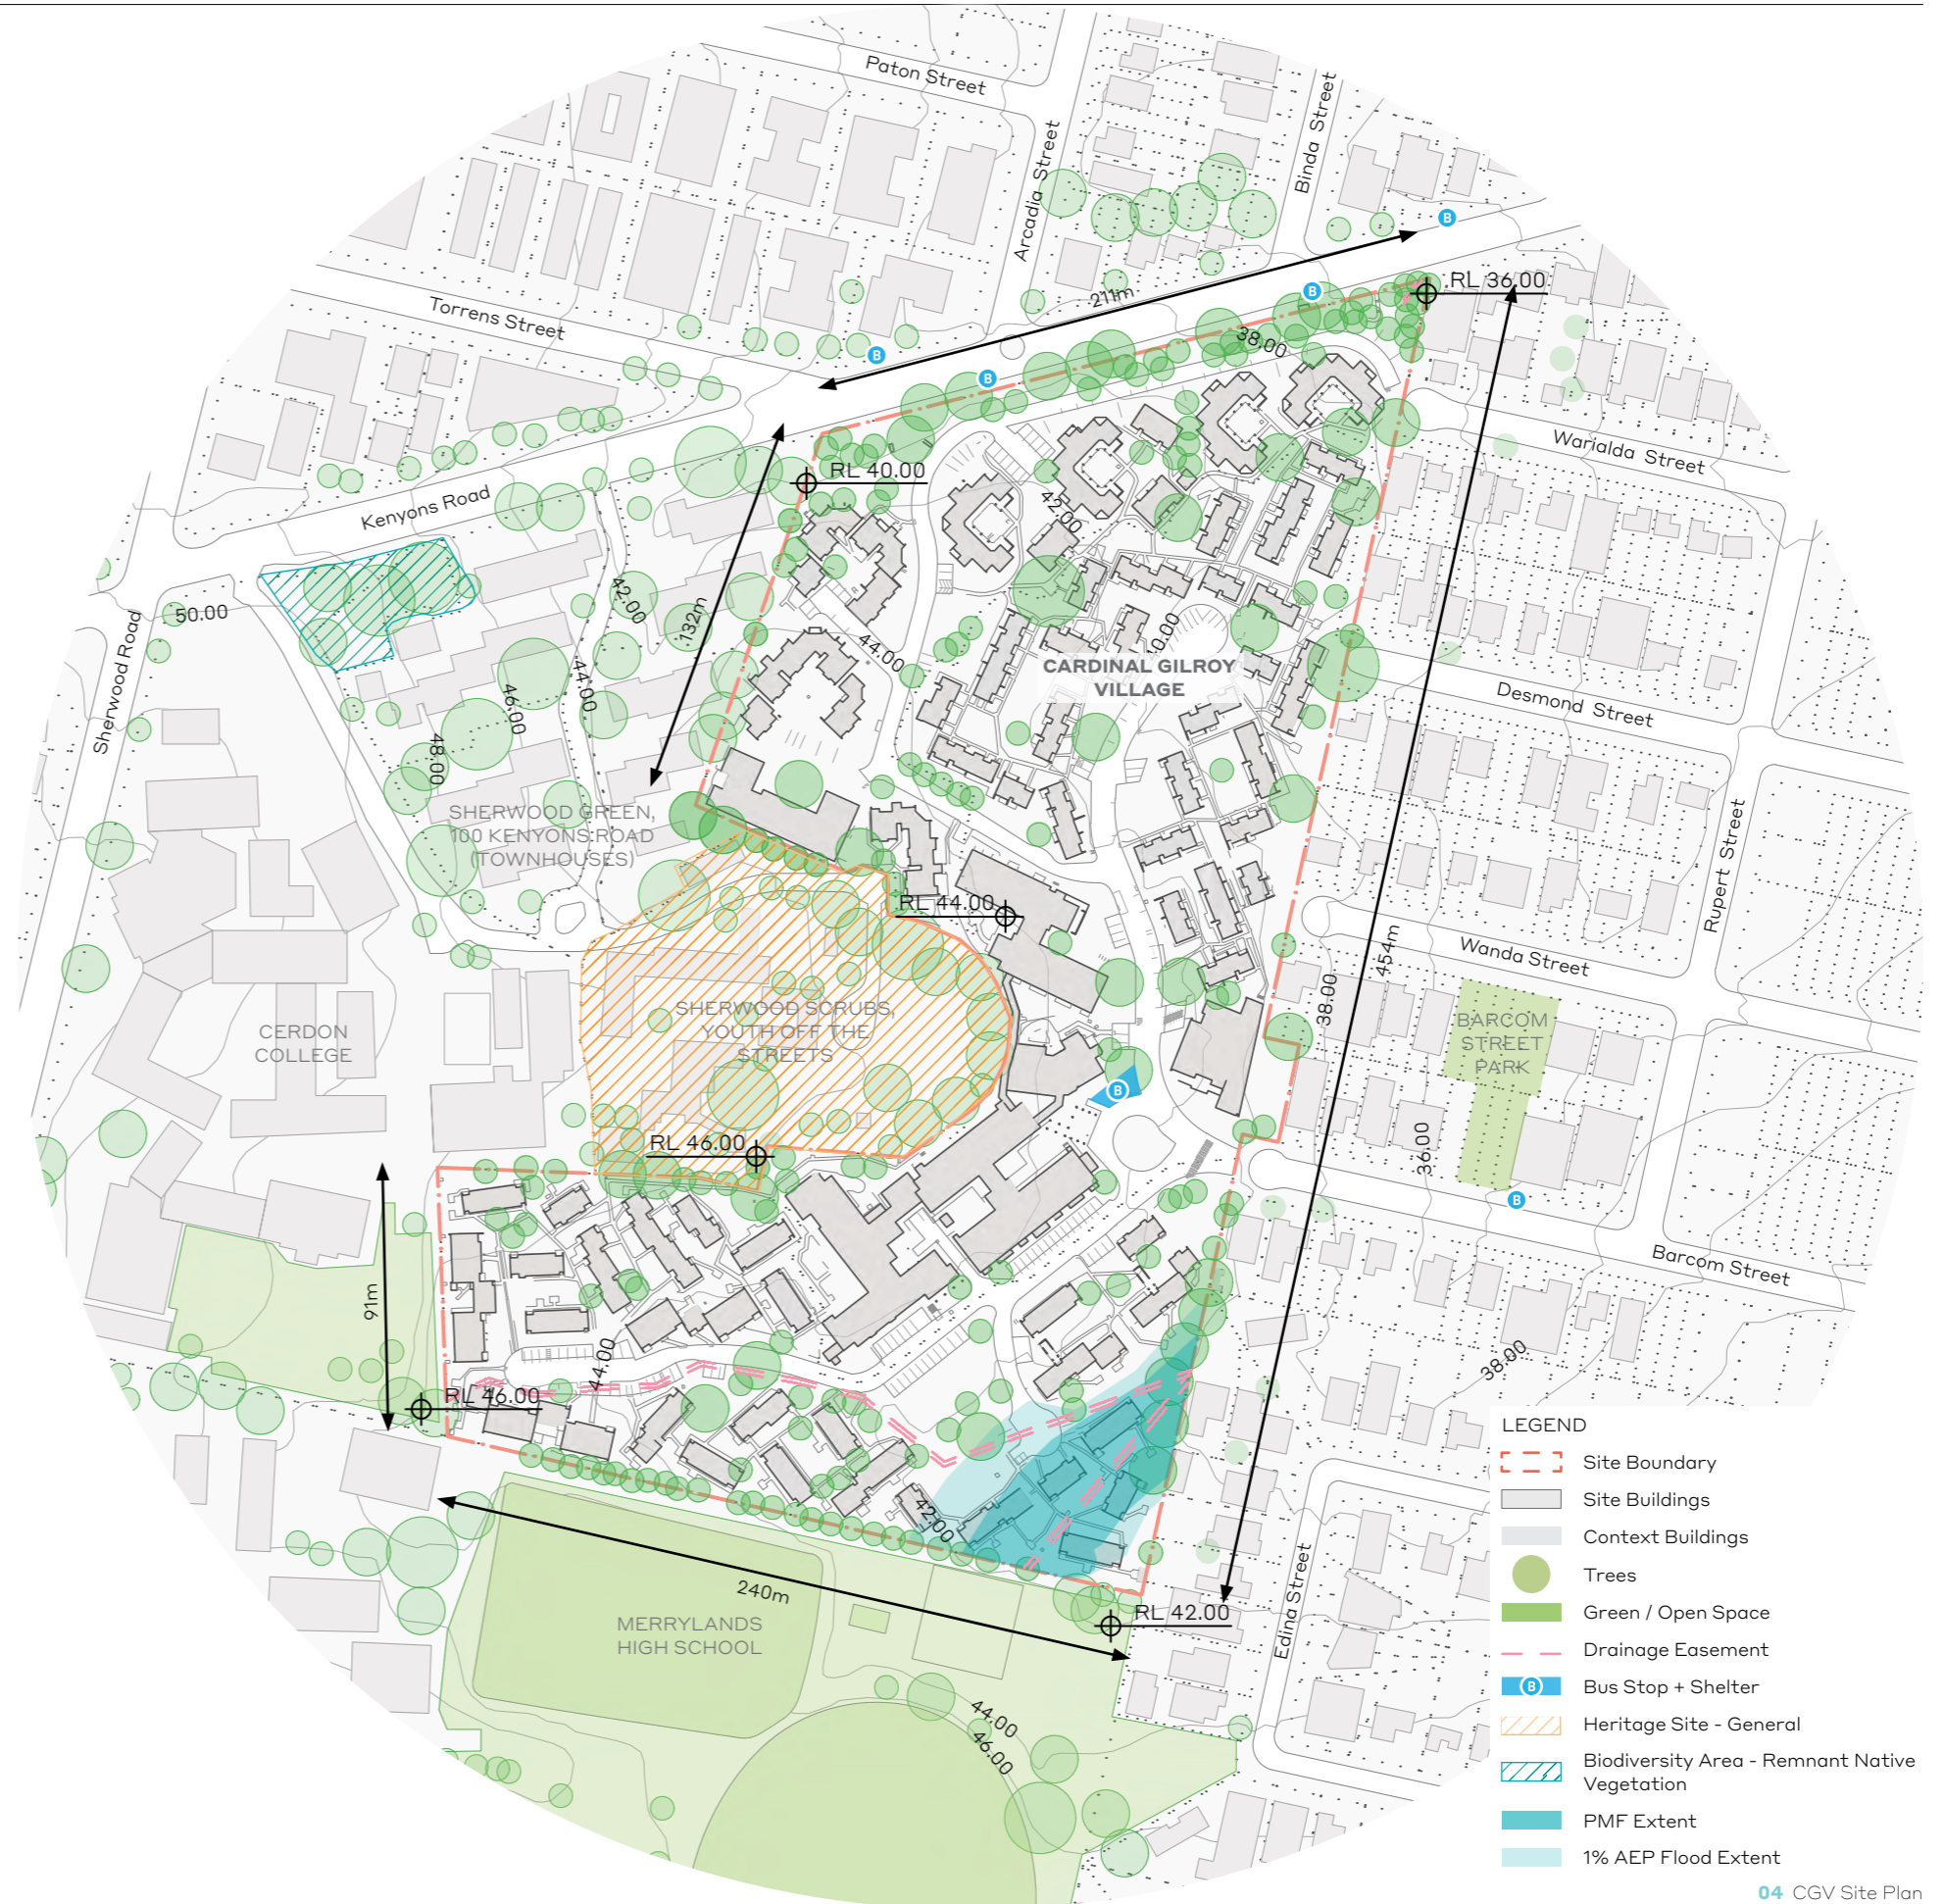 Paton Street
Arcadia Street
Binda Street
B
Torrens Street
211m
B
RL 36.00
38.00
B
B
Kenyons Road
RL 40.00
42.00
Warialda Street
Sherwood Road
50.00
42.00
132m
44.00
CARDINAL GILROY
VILLAGE
44.00
46.00
48.00
Desmond Street
SHERWOOD GREEN,
100 KENYONS ROAD
(TOWNHOUSES)
Rupert Street
RL 44.00
454m
Wanda Street
38.00
SHERWOOD SCRUBS,
YOUTH OFF THE
STREETS
CERDON
COLLEGE
BARCOM
STREET
PARK
B
RL 46.00
36.00
B
Barcom Street
91m
44.00
38.00
RL 46.00
42.00
240m
MERRYLANDS
HIGH SCHOOL
RL 42.00
Edina Street
44.00
46.00
LEGEND
Site Boundary
Site Buildings
Context Buildings
Trees
Green / Open Space
Drainage Easement
B Bus Stop + Shelter
Heritage Site - General
Biodiversity Area - Remnant Native
Vegetation
PMF Extent
1% AEP Flood Extent
04 CGV Site Plan